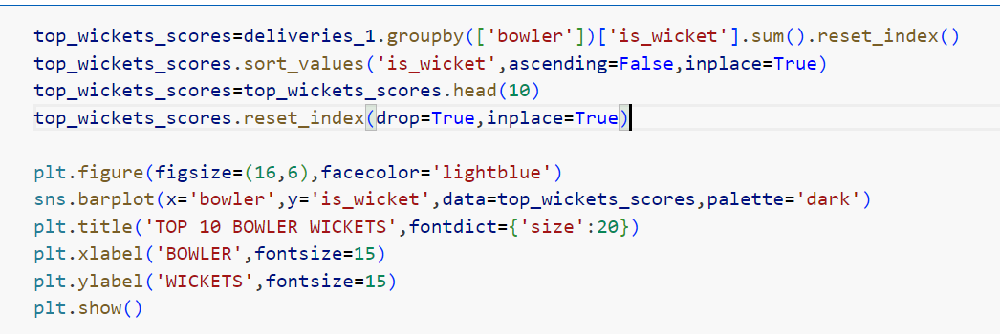 top_wickets_scores=deliveries_1.groupby(['bowler'])['is_wicket'].sum().reset_index()
top_wickets_scores.sort_values('is_wicket',ascending=False,inplace=True)
top_wickets_scores=top_wickets_scores.head(10)
top_wickets_scores.reset_index(drop=True,inplace=True)
plt.figure(figsize=(16,6),facecolor='lightblue')
sns.barplot(x='bowler',y='is_wicket',data=top_wickets_scores,palette='dark')
plt.title('TOP 10 BOWLER WICKETS',fontdict={'size':20})
plt.xlabel('BOWLER',fontsize=15)
plt.ylabel('WICKETS',fontsize=15)
plt.show()